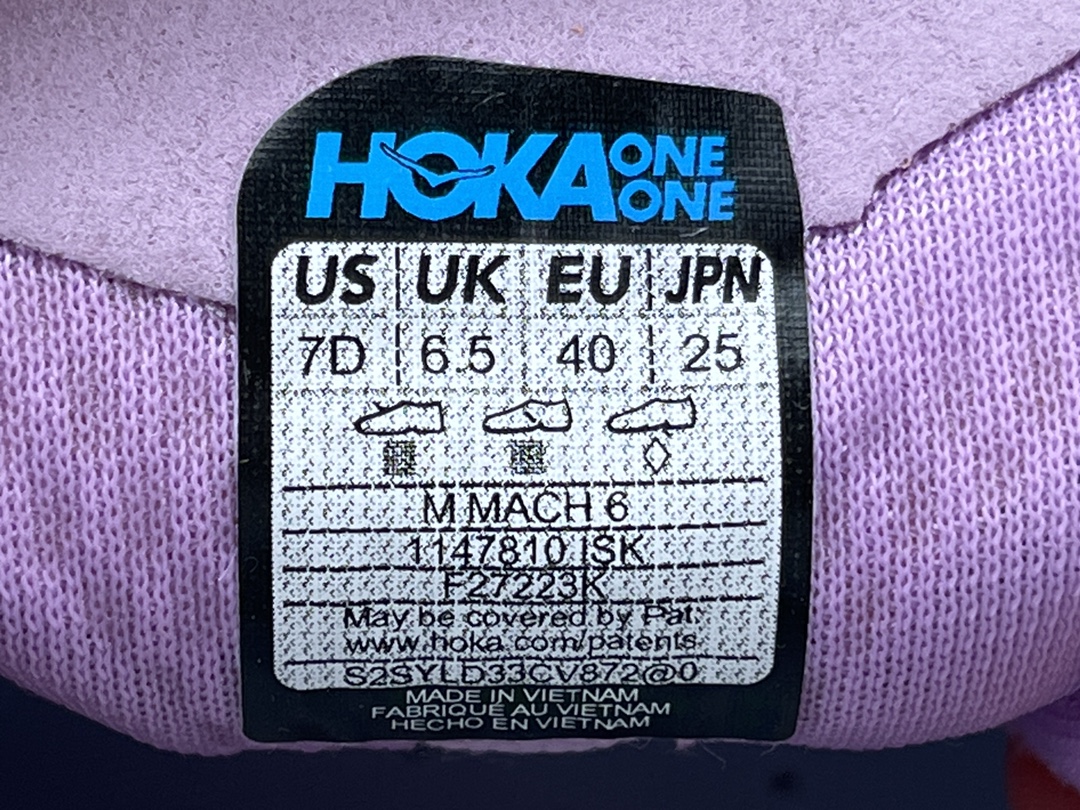 HOKA ONE ONE
US UK EU JPN
7D 6.5 40 25
M MACH 6
1147810 ISK
F27223K
May be covered by Pat.
www.hoka.com/patents
S2SYLD33CV872@0
MADE IN VIETNAM
FABRIQUÉ AU VIETNAM
HECHO EN VIETNAM